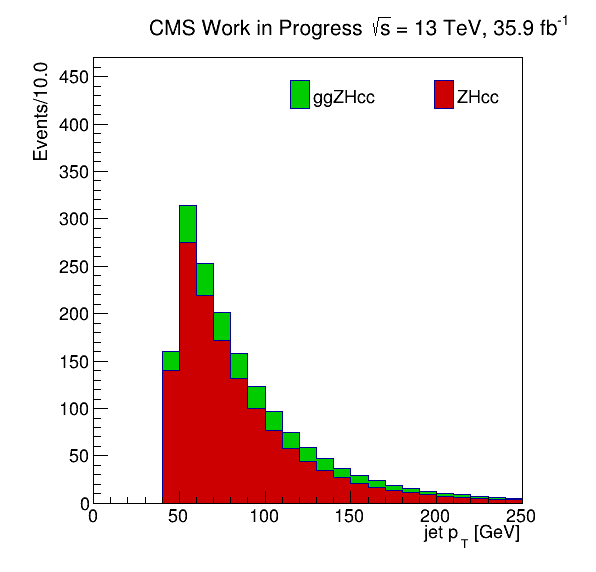 CMS Work in Progress √s = 13 TeV, 35.9 fb⁻¹
Events/10.0
ggZHcc ZHcc
450
400
350
300
250
200
150
100
50
0
0 50 100 150 200 250
jet p_T [GeV]